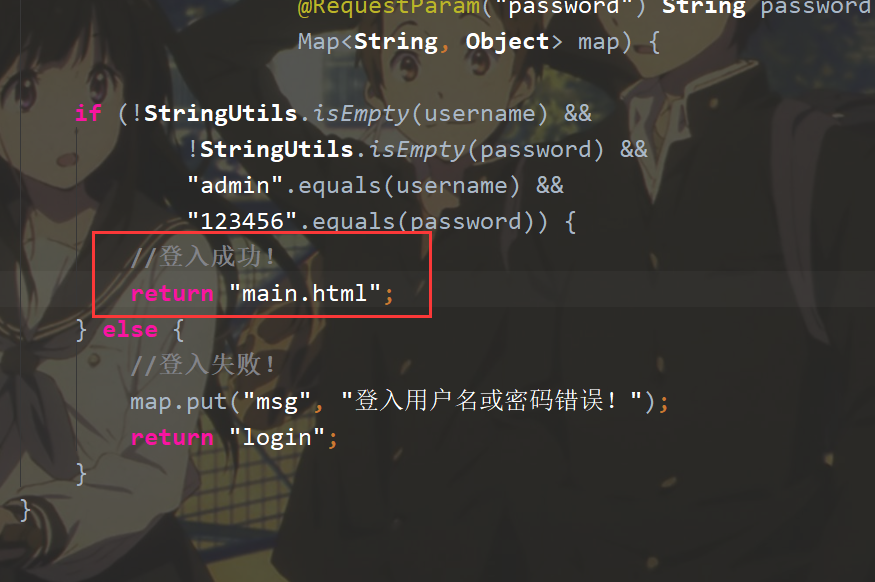 @RequestParam("password") String password
Map<String, Object> map) {
if (!StringUtils.isEmpty(username) &&
!StringUtils.isEmpty(password) &&
"admin".equals(username) &&
"123456".equals(password)) {
//登入成功！
return "main.html";
} else {
//登入失败！
map.put("msg", "登入用户名或密码错误！");
return "login";
}
}